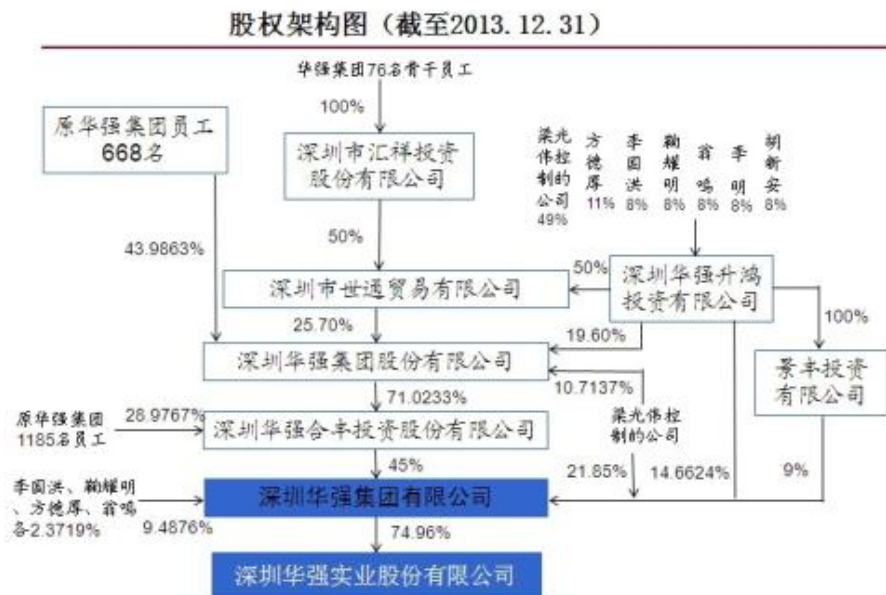 股权架构图（截至2013.12.31）
华强集团76名骨干员工
100%
原华强集团员工
668名
深圳市汇祥投资
股份有限公司
梁光
伟控
制的
公司
49%
方
德
厚
11%
李
国
洪
8%
鞠
耀
明
8%
翁
鸣
8%
李
明
8%
胡
新
安
8%
43.9863%
50%
深圳市世通贸易有限公司
50%
深圳华强升鸿
投资有限公司
25.70%
19.60%
100%
深圳华强集团股份有限公司
10.7137%
景丰投资
有限公司
71.0233%
原华强集团
1185名员工
28.9767%
深圳华强合丰投资股份有限公司
梁光伟控
制的公司
45%
21.85%
14.6624%
9%
李国洪、鞠耀明
、方德厚、翁鸣
各2.3719%
9.4876%
深圳华强集团有限公司
74.96%
深圳华强实业股份有限公司